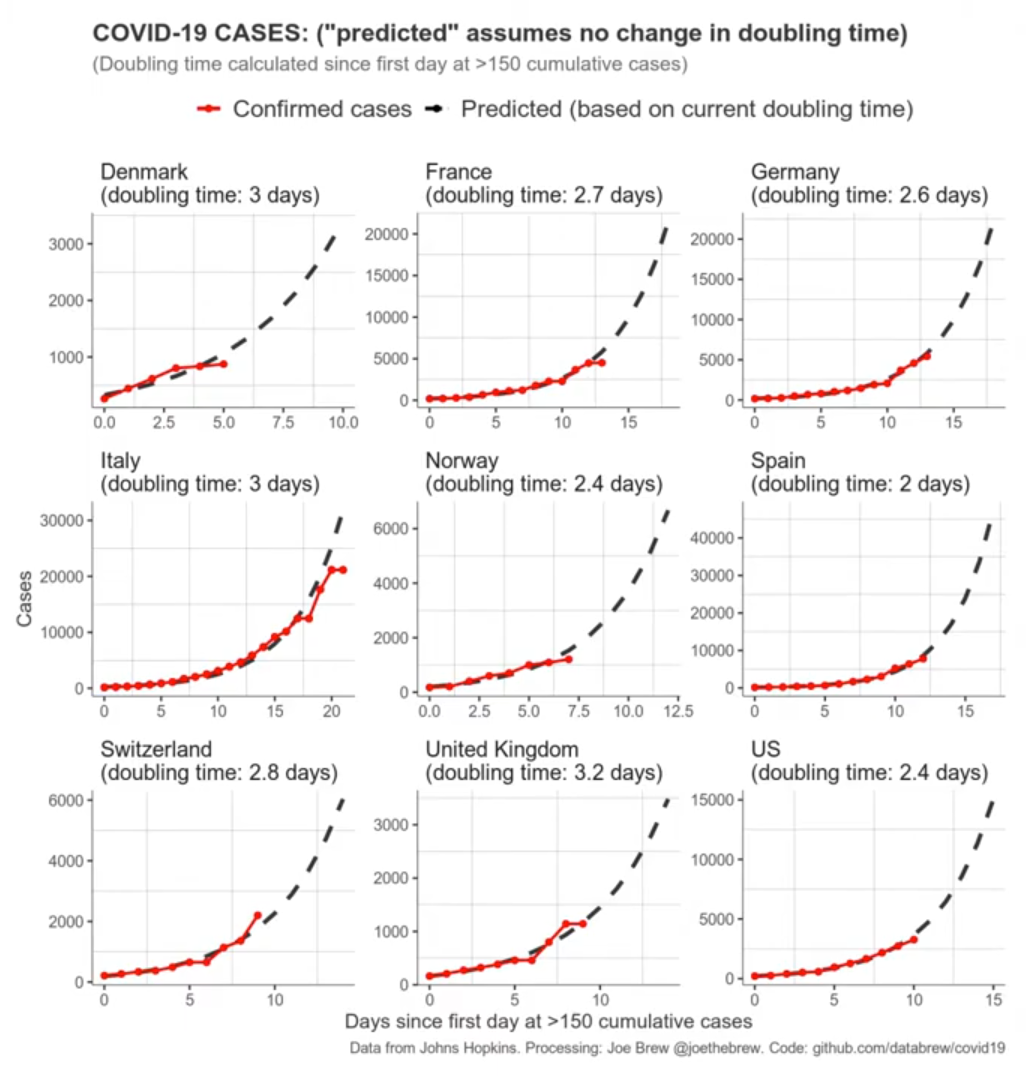 COVID-19 CASES: ("predicted" assumes no change in doubling time)
(Doubling time calculated since first day at >150 cumulative cases)
Confirmed cases Predicted (based on current doubling time)
Denmark
(doubling time: 3 days)
3000
2000
1000
0.0 2.5 5.0 7.5 10.0
France
(doubling time: 2.7 days)
20000
15000
10000
5000
0
5 10 15
Germany
(doubling time: 2.6 days)
20000
15000
10000
5000
0
0 5 10 15
Cases
Italy
(doubling time: 3 days)
30000
20000
10000
0
0 5 10 15 20
Norway
(doubling time: 2.4 days)
6000
4000
2000
0
0.0 2.5 5.0 7.5 10.0 12.5
Spain
(doubling time: 2 days)
40000
30000
20000
10000
0
0 5 10 15
Switzerland
(doubling time: 2.8 days)
6000
4000
2000
0
0 5 10
United Kingdom
(doubling time: 3.2 days)
3000
2000
1000
0
0 5 10
US
(doubling time: 2.4 days)
15000
10000
5000
0
0 5 10 15
Days since first day at >150 cumulative cases
Data from Johns Hopkins. Processing: Joe Brew @joethebrew. Code: github.com/databrew/covid19